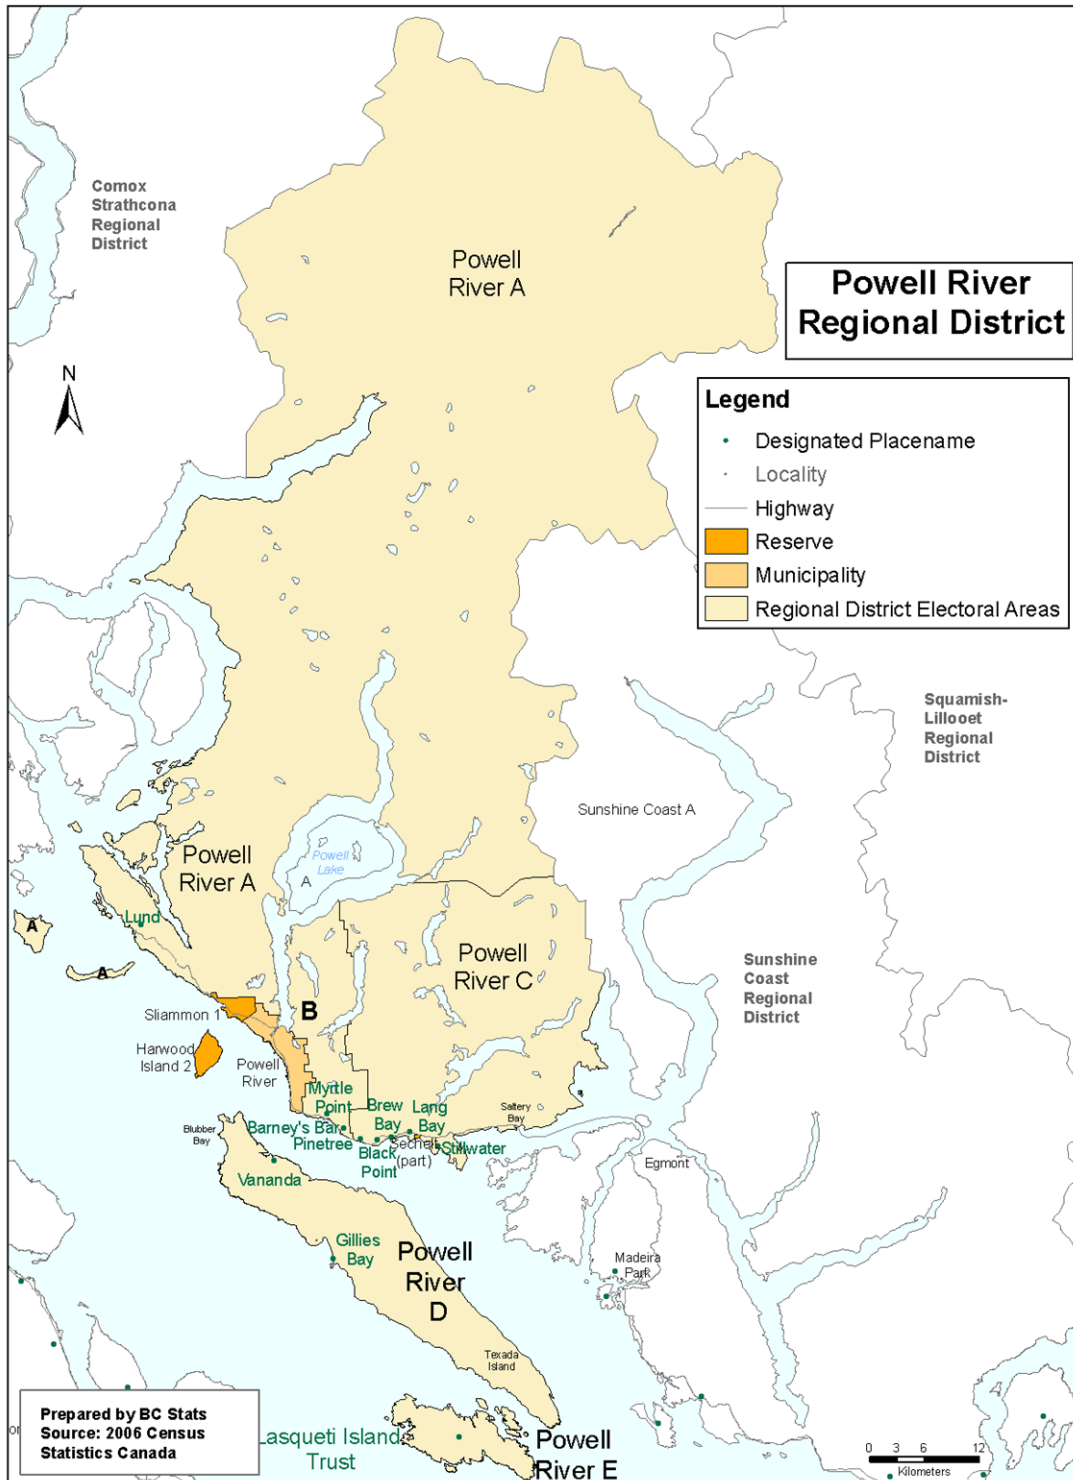 Comox
Strathcona
Regional
District
Powell
River A
Powell River
Regional District
N
Legend
Designated Placename
Locality
Highway
Reserve
Municipality
Regional District Electoral Areas
Squamish-
Lillooet
Regional
District
Sunshine Coast A
Powell
Lake
A
Powell
River A
Lund
A
A
Powell
River C
Sunshine
Coast
Regional
District
B
Sliammon 1
Harwood
Island 2
Powell
River
Myrtle
Point
Brew
Bay
Lang
Bay
Saltery
Bay
Blubber
Bay
Barney's Bar
Pinetree
Black
Point
Sechelt
(part)
Stillwater
Egmont
Vananda
Gillies
Bay
Powell
River
D
Madeira
Park
Texada
Island
Prepared by BC Stats
Source: 2006 Census
Statistics Canada
Lasqueti Island
Trust
Powell
River E
0 3 6 12
Kilometers